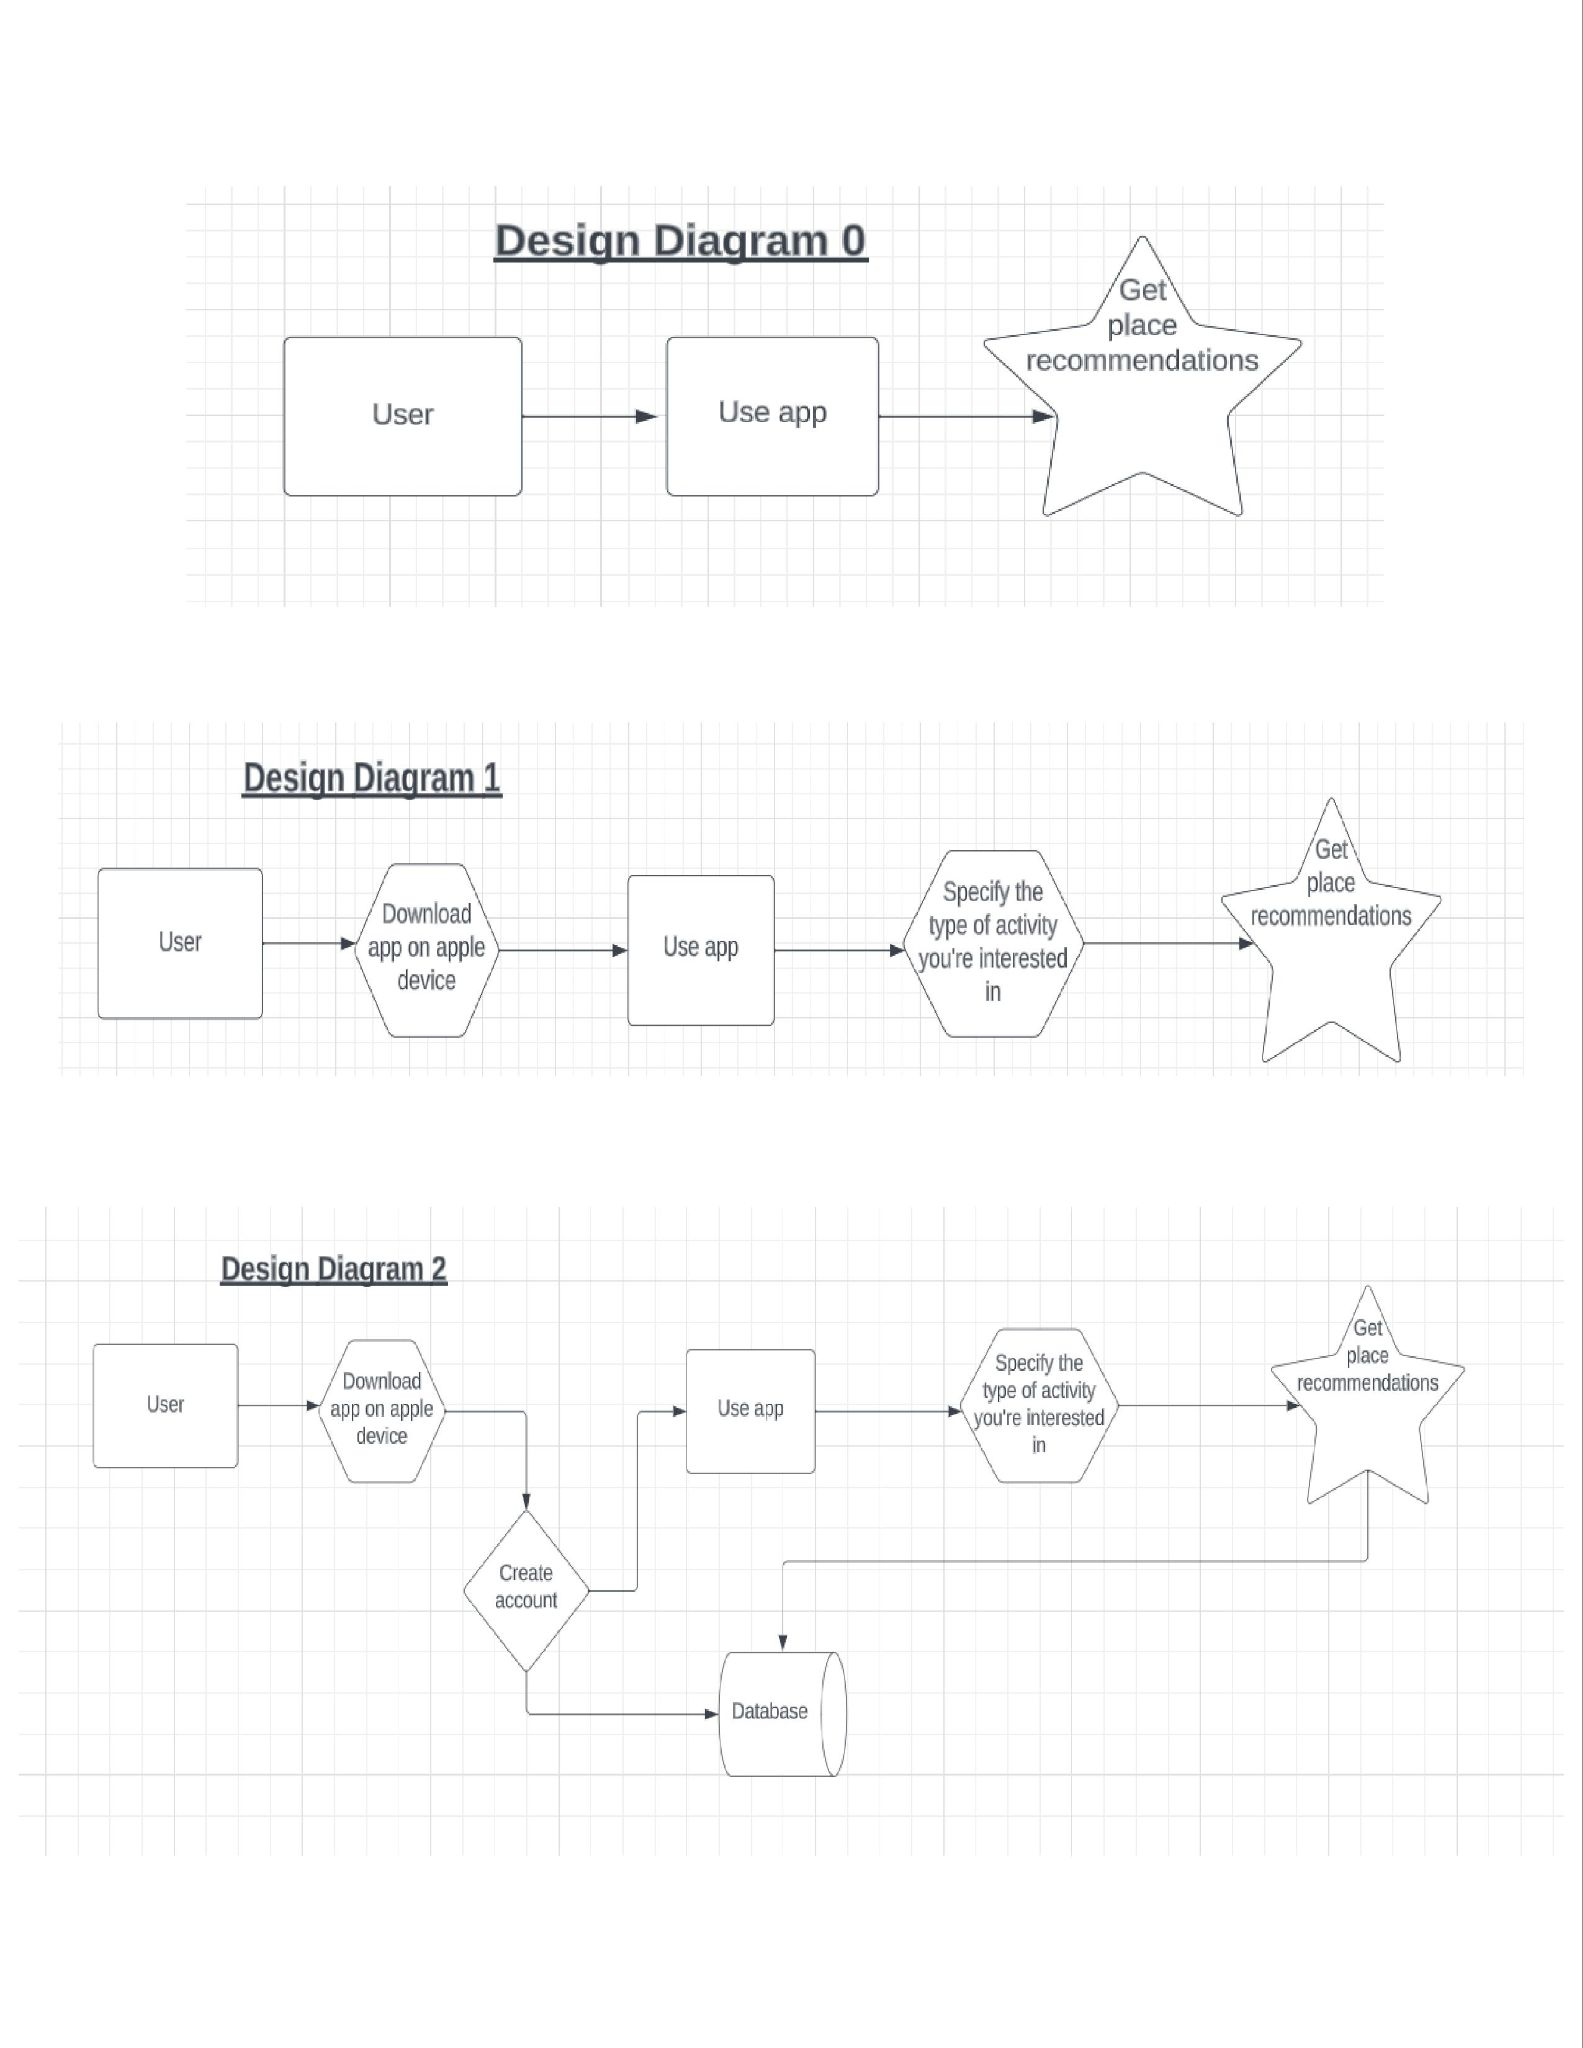 Design Diagram 0
User
Use app
Get
place
recommendations
Design Diagram 1
User
Download
app on apple
device
Use app
Specify the
type of activity
you're interested
in
Get
place
recommendations
Design Diagram 2
User
Download
app on apple
device
Create
account
Use app
Specify the
type of activity
you're interested
in
Get
place
recommendations
Database